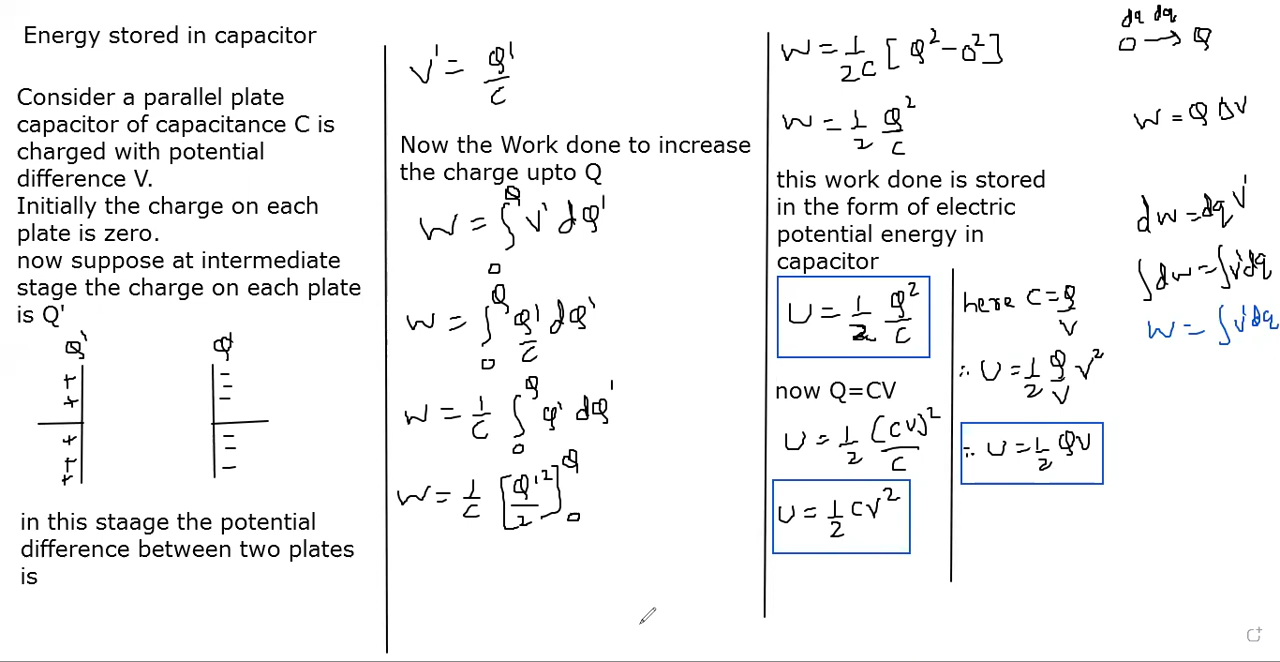 Energy stored in capacitor
Consider a parallel plate
capacitor of capacitance C is
charged with potential
difference V.
Initially the charge on each
plate is zero.
now suppose at intermediate
stage the charge on each plate
is Q'
Q' Q'
+ -
+ -
+ -
+ -
+ -
+ -
in this staage the potential
difference between two plates
is
V' = Q'/C
Now the Work done to increase
the charge upto Q
W = ∫₀^Q V' dQ'
W = ∫₀^Q Q'/C dQ'
W = 1/C ∫₀^Q Q' dQ'
W = 1/C [Q'²/2]₀^Q
W = 1/2C [Q² - 0²]
W = 1/2 Q²/C
this work done is stored
in the form of electric
potential energy in
capacitor
U = 1/2 Q²/C
now Q=CV
U = 1/2 (CV)²/C
U = 1/2 CV²
here C = Q/V
∴ U = 1/2 Q/V V²
∴ U = 1/2 QV
dq dq
0 → Q
W = Q ΔV
dw = dq V'
∫dw = ∫V'dq
W = ∫V'dq